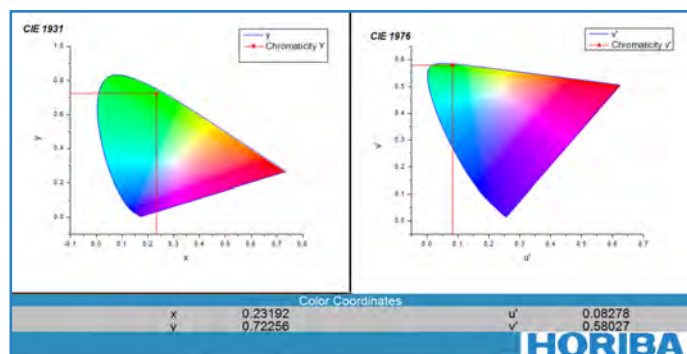 CIE 1931
y
Chromaticity Y
1.0
0.8
0.6
0.4
0.2
0.0
y
-0.1 0.0 0.1 0.2 0.3 0.4 0.5 0.6 0.7 0.8
x
CIE 1976
v'
Chromaticity v'
0.6
0.5
0.4
0.3
0.2
0.1
0.0
v'
0.0 0.1 0.2 0.3 0.4 0.5 0.6 0.7
u'
Color Coordinates
x 0.23192 u' 0.08278
y 0.72256 v' 0.58027
HORIBA